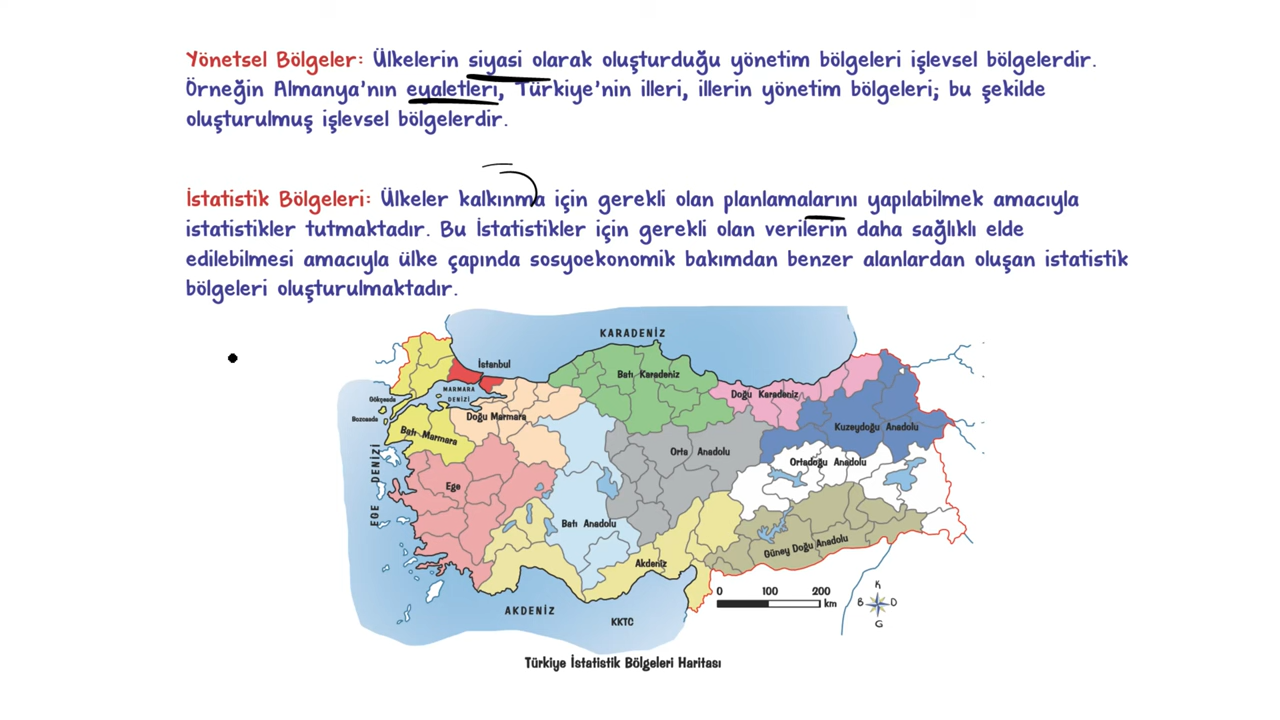 Yönetsel Bölgeler: Ülkelerin siyasi olarak oluşturduğu yönetim bölgeleri işlevsel bölgelerdir.
Örneğin Almanya'nın eyaletleri, Türkiye'nin illeri, illerin yönetim bölgeleri; bu şekilde
oluşturulmuş işlevsel bölgelerdir.
İstatistik Bölgeleri: Ülkeler kalkınma için gerekli olan planlamalarını yapılabilmek amacıyla
istatistikler tutmaktadır. Bu İstatistikler için gerekli olan verilerin daha sağlıklı elde
edilebilmesi amacıyla ülke çapında sosyoekonomik bakımdan benzer alanlardan oluşan istatistik
bölgeleri oluşturulmaktadır.
KARADENİZ
İstanbul
Batı Karadeniz
MARMARA
DENİZİ
Doğu Karadeniz
Gökçeada
Bozcaada
Doğu Marmara
Kuzeydoğu Anadolu
Batı Marmara
Orta Anadolu
Ortadoğu Anadolu
EGE DENİZİ
Ege
Batı Anadolu
Güney Doğu Anadolu
Akdeniz
0 100 200
km
K
B D
G
AKDENİZ
KKTC
Türkiye İstatistik Bölgeleri Haritası